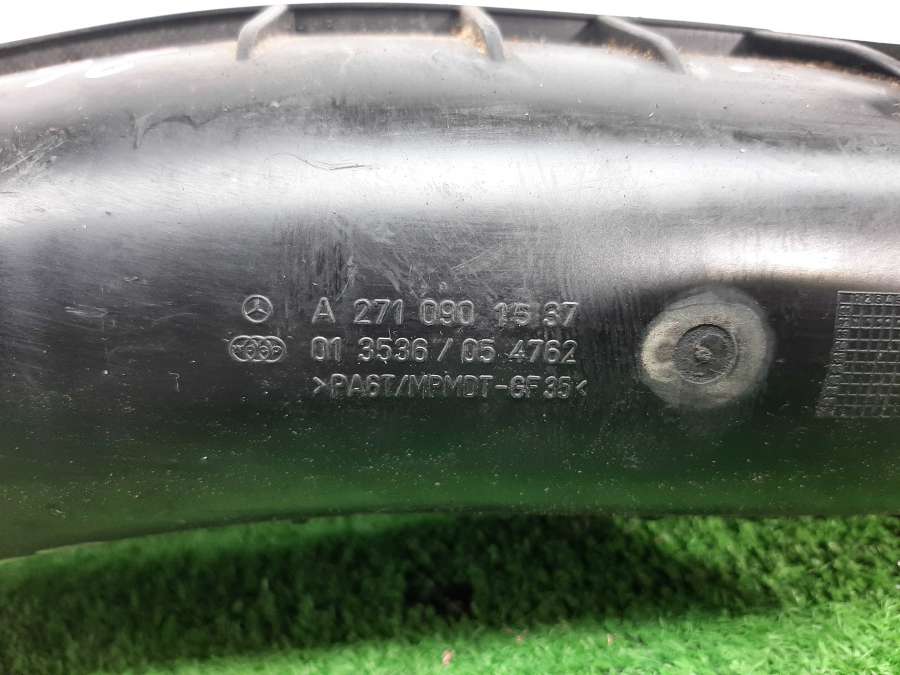 A 271 090 15 37
01 3536 / 05 4762
>PA6T/MPMDT-GF35<